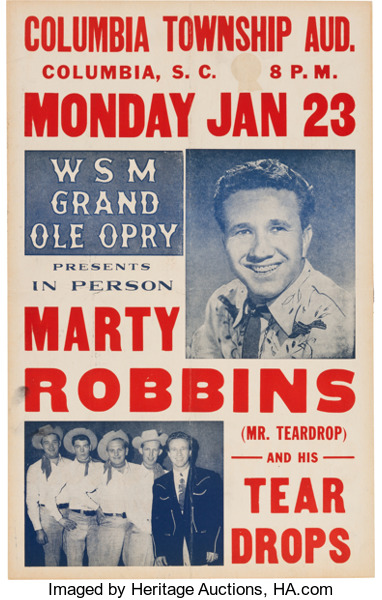 COLUMBIA TOWNSHIP AUD.
COLUMBIA, S. C. 8 P. M.
MONDAY JAN 23
WSM
GRAND
OLE OPRY
PRESENTS
IN PERSON
MARTY
ROBBINS
(MR. TEARDROP)
AND HIS
TEAR
DROPS
Imaged by Heritage Auctions, HA.com